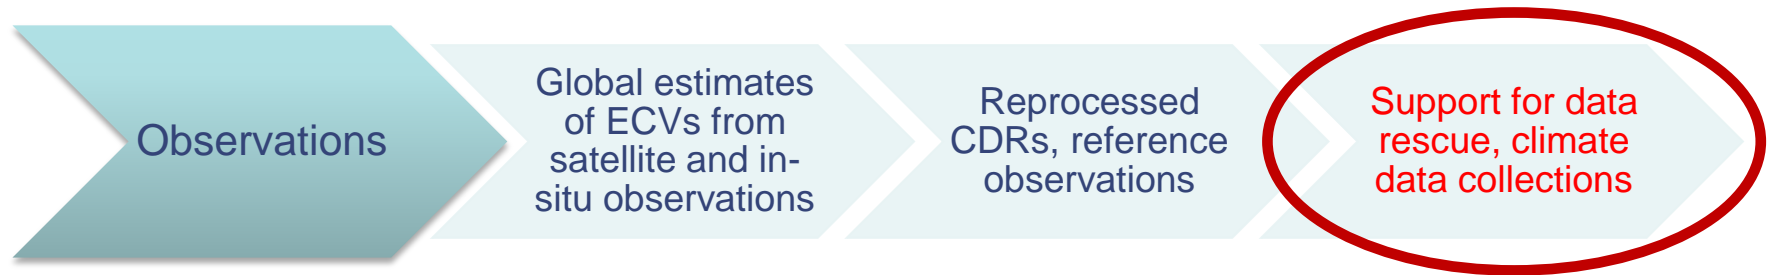 Observations
Global estimates
of ECVs from
satellite and in-
situ observations
Reprocessed
CDRs, reference
observations
Support for data
rescue, climate
data collections